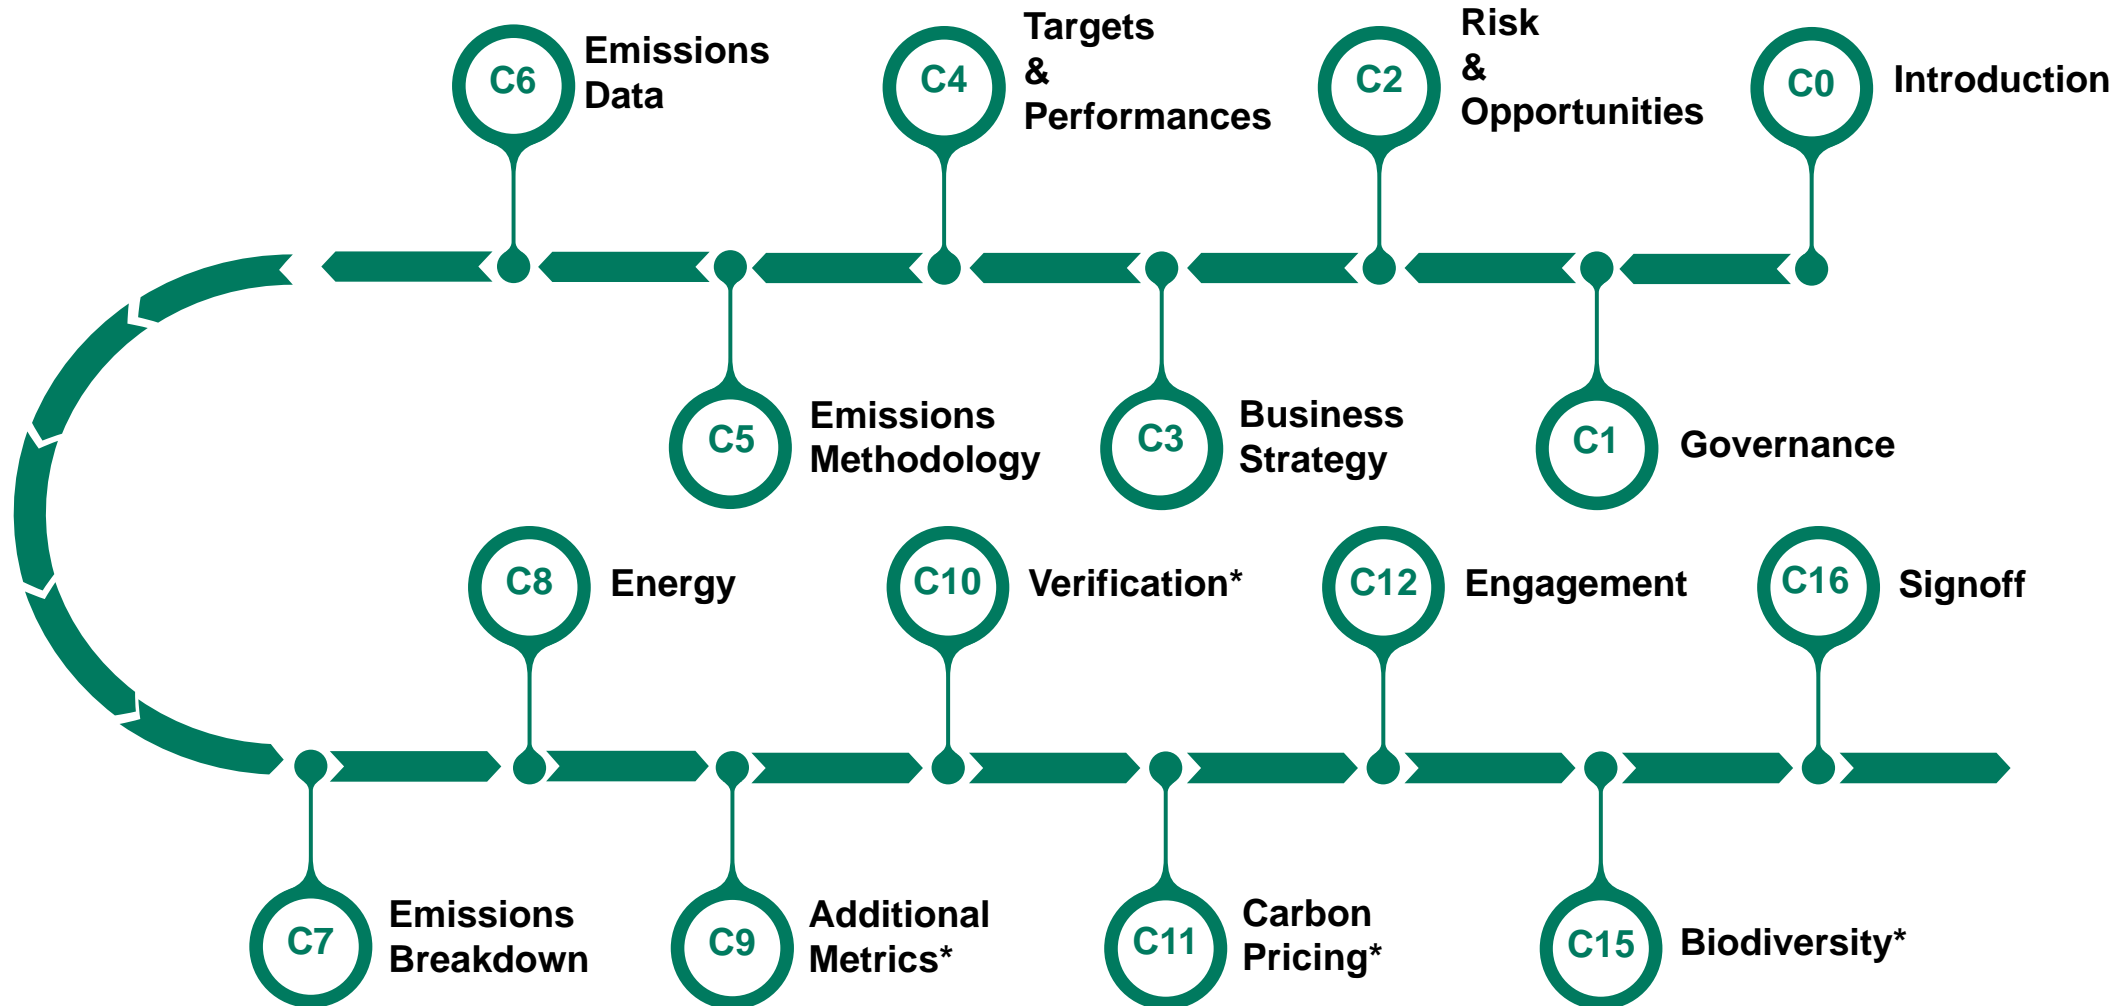 C6
Emissions
Data
C4
Targets
&
Performances
C2
Risk
&
Opportunities
C0
Introduction
C5
Emissions
Methodology
C3
Business
Strategy
C1
Governance
C8
Energy
C10
Verification*
C12
Engagement
C16
Signoff
C7
Emissions
Breakdown
C9
Additional
Metrics*
C11
Carbon
Pricing*
C15
Biodiversity*